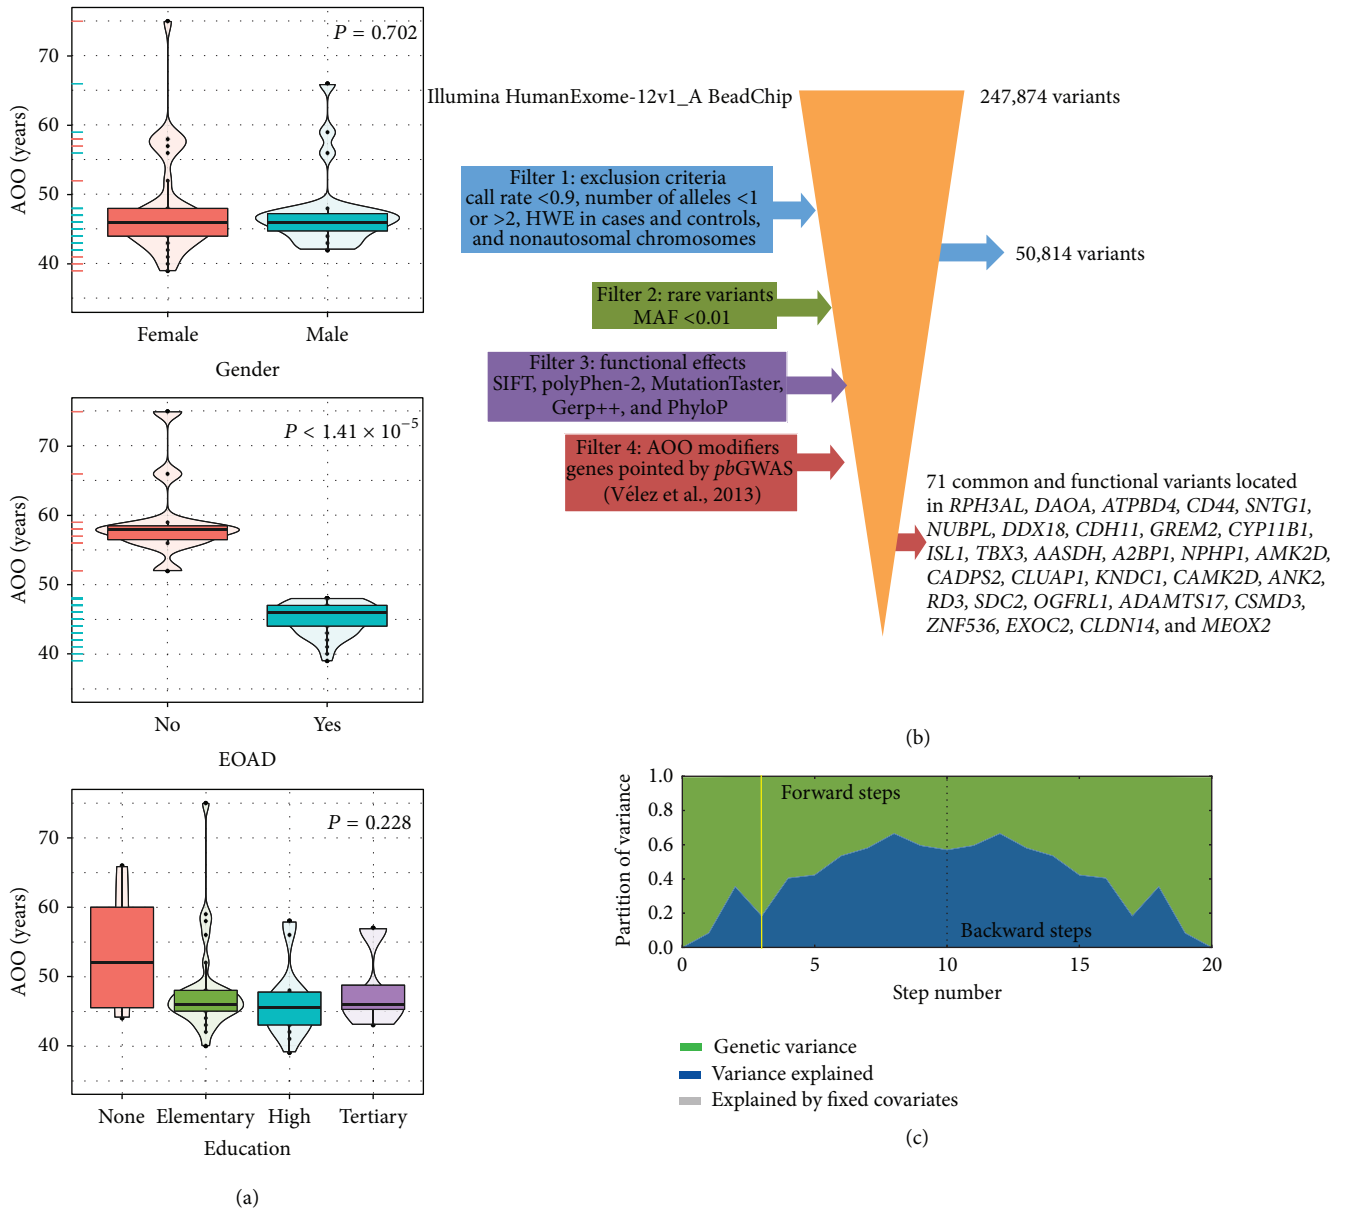 P = 0.702
70
60
50
40
AOO (years)
Female Male
Gender
P < 1.41 × 10⁻⁵
70
60
50
40
AOO (years)
No Yes
EOAD
P = 0.228
70
60
50
40
AOO (years)
None Elementary High Tertiary
Education
(a)
Illumina HumanExome-12v1_A BeadChip
247,874 variants
Filter 1: exclusion criteria
call rate <0.9, number of alleles <1
or >2, HWE in cases and controls,
and nonautosomal chromosomes
50,814 variants
Filter 2: rare variants
MAF <0.01
Filter 3: functional effects
SIFT, polyPhen-2, MutationTaster,
Gerp++, and PhyloP
Filter 4: AOO modifiers
genes pointed by pbGWAS
(Vélez et al., 2013)
71 common and functional variants located
in RPH3AL, DAOA, ATPBD4, CD44, SNTG1,
NUBPL, DDX18, CDH11, GREM2, CYP11B1,
ISL1, TBX3, AASDH, A2BP1, NPHP1, AMK2D,
CADPS2, CLUAP1, KNDC1, CAMK2D, ANK2,
RD3, SDC2, OGFRL1, ADAMTS17, CSMD3,
ZNF536, EXOC2, CLDN14, and MEOX2
(b)
1.0
0.8
0.6
0.4
0.2
0.0
Partition of variance
Forward steps
Backward steps
0 5 10 15 20
Step number
Genetic variance
Variance explained
Explained by fixed covariates
(c)